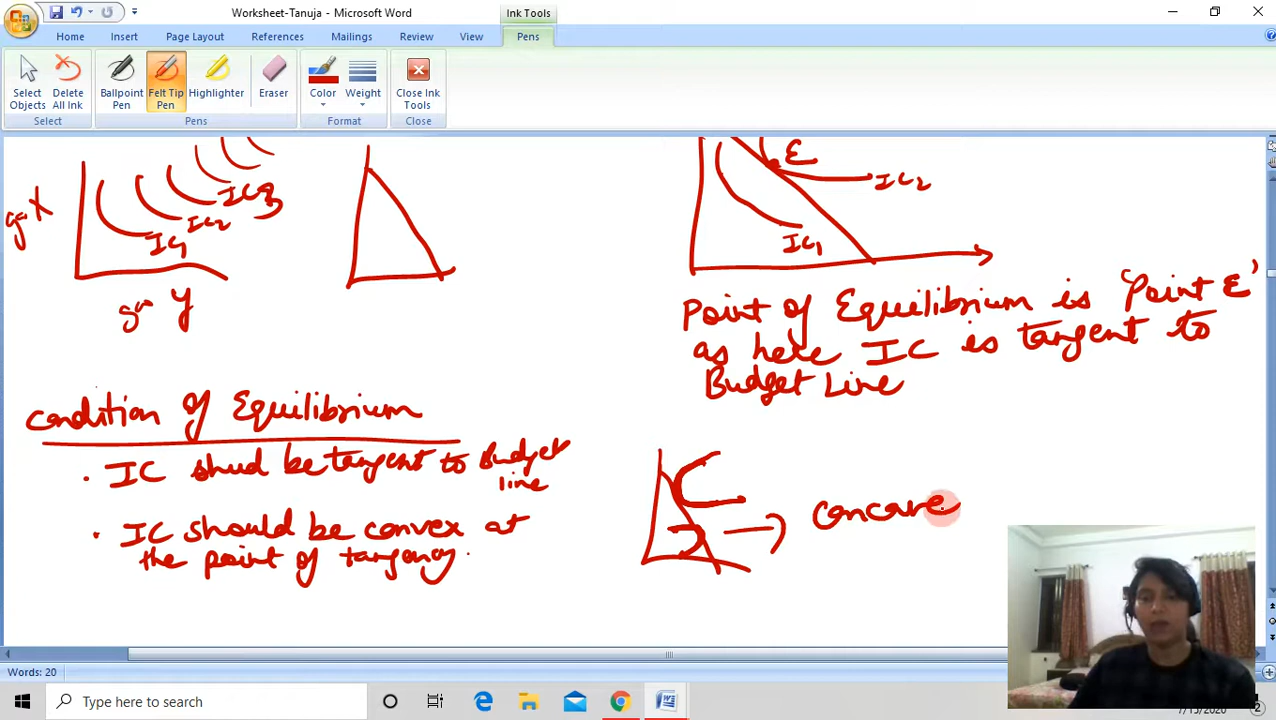 Worksheet-Tanuja - Microsoft Word
Ink Tools
Home
Insert
Page Layout
References
Mailings
Review
View
Pens
Select Objects
Delete All Ink
Ballpoint Pen
Felt Tip Pen
Highlighter
Eraser
Color
Weight
Close Ink Tools
Select
Pens
Format
Close
X
IC1
IC2
IC3
y
E
IC2
IC1
Point of Equilibrium is 'Point E'
as here IC is tangent to
Budget Line
Condition of Equilibrium
. IC shud be tangent to Budget
line
. IC should be convex at
the point of tangency.
concave
Words: 20
Type here to search
7/15/2020
2